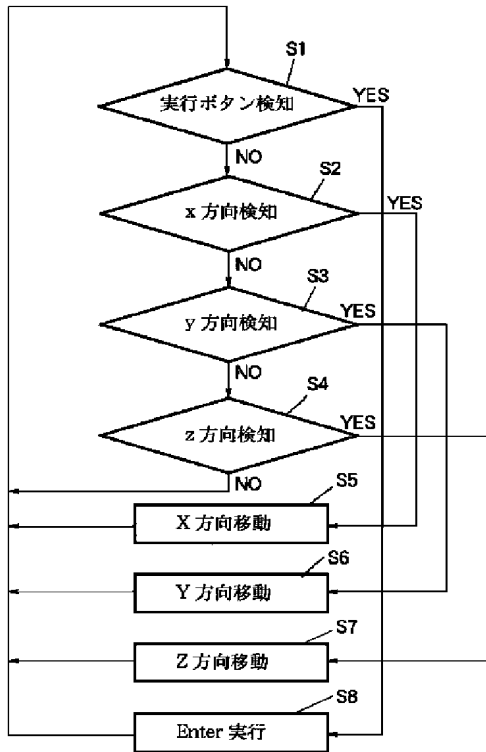 S1
実行ボタン検知
YES
NO
S2
x 方向検知
YES
NO
S3
y 方向検知
YES
NO
S4
z 方向検知
YES
NO
S5
X 方向移動
S6
Y 方向移動
S7
Z 方向移動
S8
Enter 実行